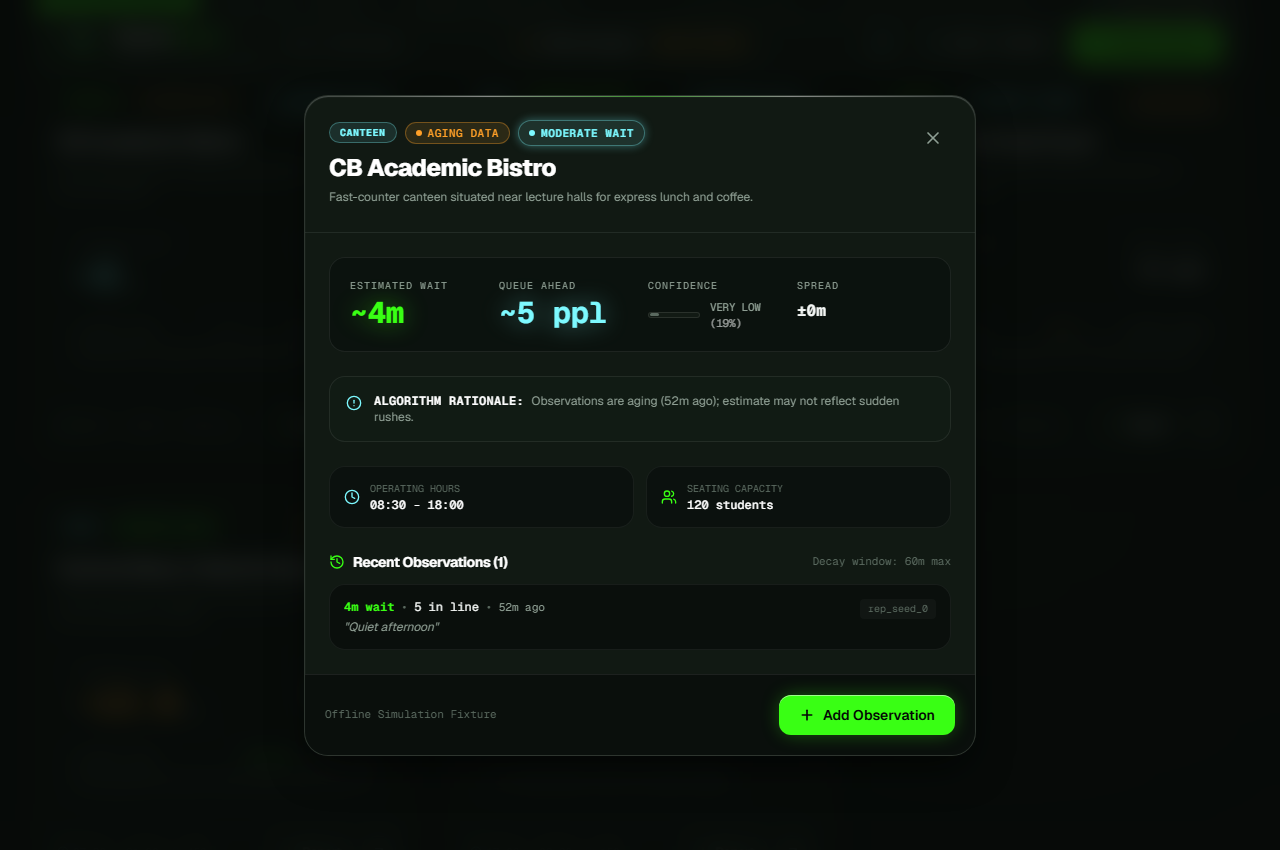 CANTEEN
AGING DATA
MODERATE WAIT
CB Academic Bistro
Fast-counter canteen situated near lecture halls for express lunch and coffee.
ESTIMATED WAIT
~4m
QUEUE AHEAD
~5 ppl
CONFIDENCE
VERY LOW
(19%)
SPREAD
±0m
ALGORITHM RATIONALE: Observations are aging (52m ago); estimate may not reflect sudden
rushes.
OPERATING HOURS
08:30 – 18:00
SEATING CAPACITY
120 students
Recent Observations (1)
Decay window: 60m max
4m wait • 5 in line • 52m ago
rep_seed_0
"Quiet afternoon"
Offline Simulation Fixture
Add Observation